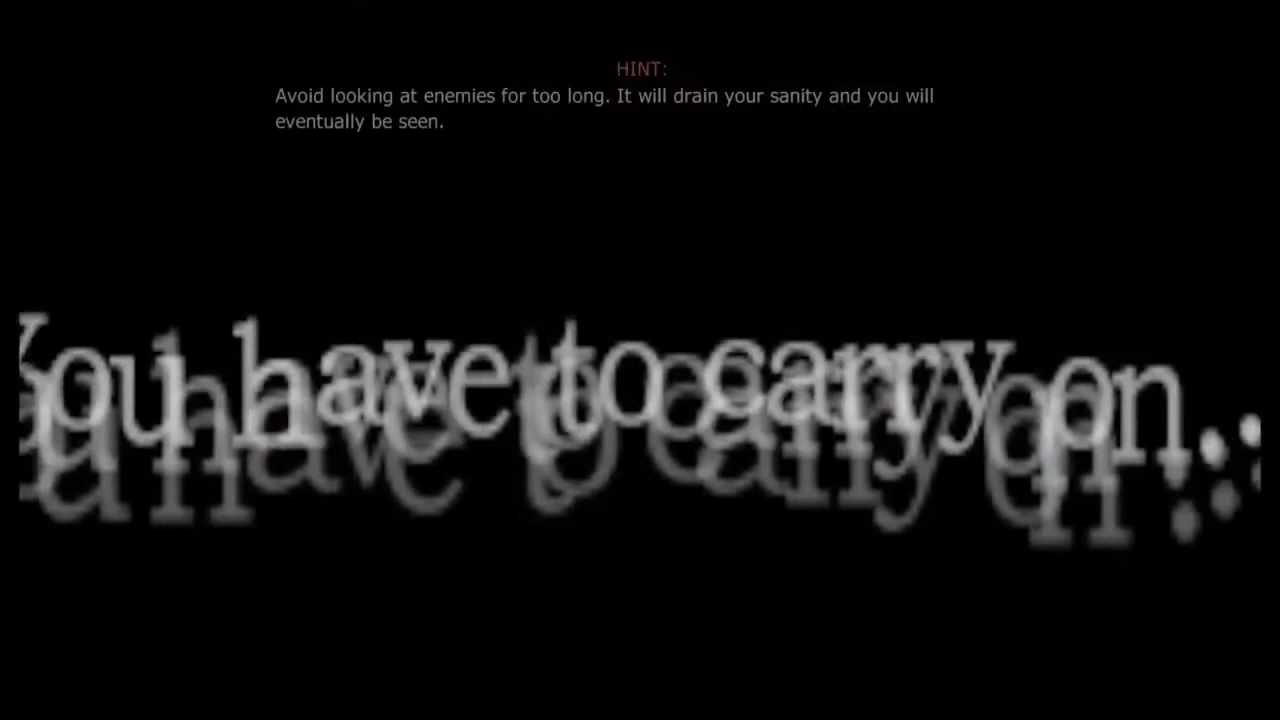 HINT:
Avoid looking at enemies for too long. It will drain your sanity and you will
eventually be seen.
You have to carry on...